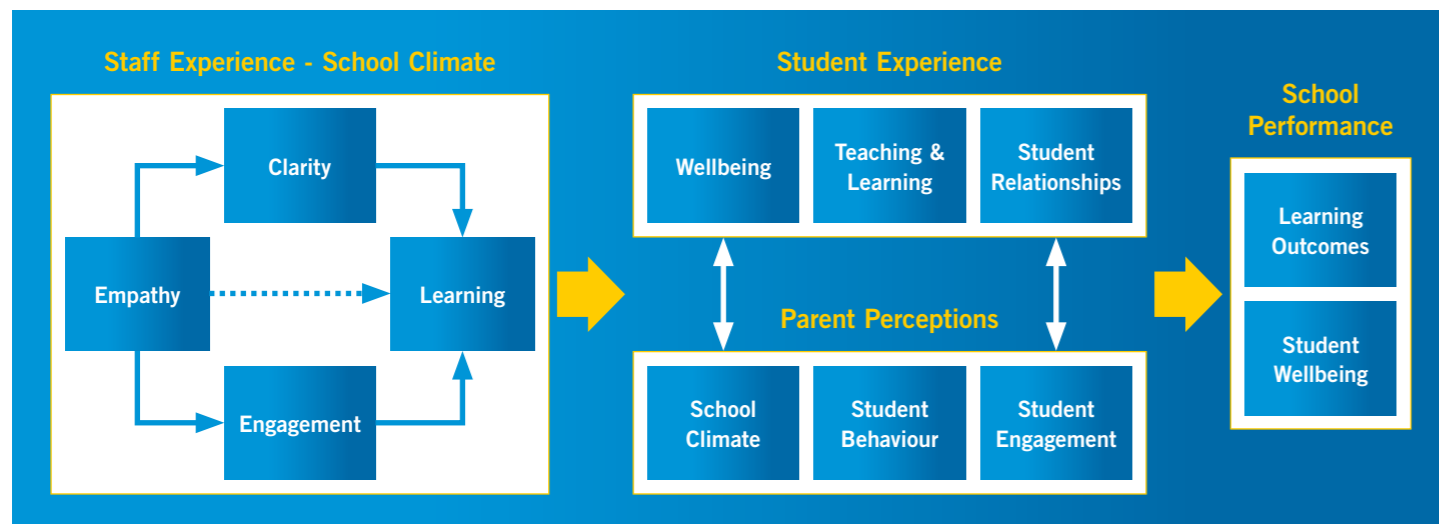 Staff Experience - School Climate
Clarity
Empathy
Learning
Engagement
Student Experience
Wellbeing
Teaching &
Learning
Student
Relationships
Parent Perceptions
School
Climate
Student
Behaviour
Student
Engagement
School
Performance
Learning
Outcomes
Student
Wellbeing